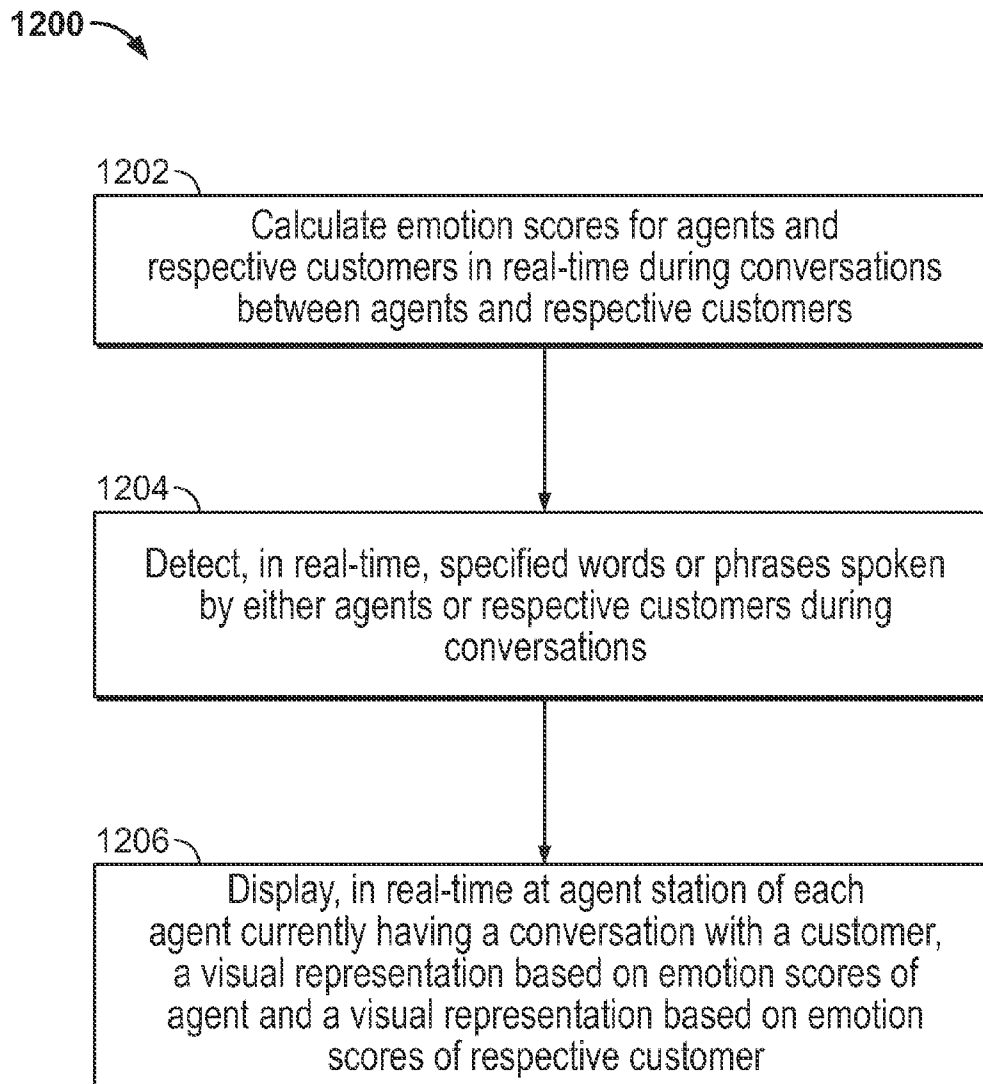 1200
1202
Calculate emotion scores for agents and
respective customers in real-time during conversations
between agents and respective customers
1204
Detect, in real-time, specified words or phrases spoken
by either agents or respective customers during
conversations
1206
Display, in real-time at agent station of each
agent currently having a conversation with a customer,
a visual representation based on emotion scores of
agent and a visual representation based on emotion
scores of respective customer